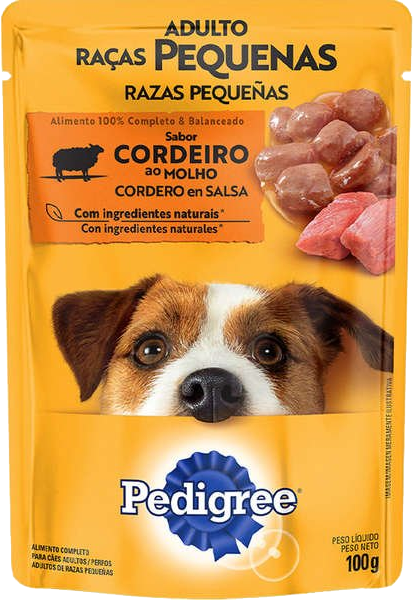 ADULTO
RAÇAS PEQUENAS
RAZAS PEQUEÑAS
Alimento 100% Completo & Balanceado
Sabor
CORDEIRO
ao MOLHO
CORDERO en SALSA
Com ingredientes naturais*
Con ingredientes naturales*
IMAGEM/IMAGEN MERAMENTE ILUSTRATIVA
Pedigree®
ALIMENTO COMPLETO
PARA CÃES ADULTOS / PERROS
ADULTOS DE RAZAS PEQUEÑAS
PESO LÍQUIDO
PESO NETO
100g